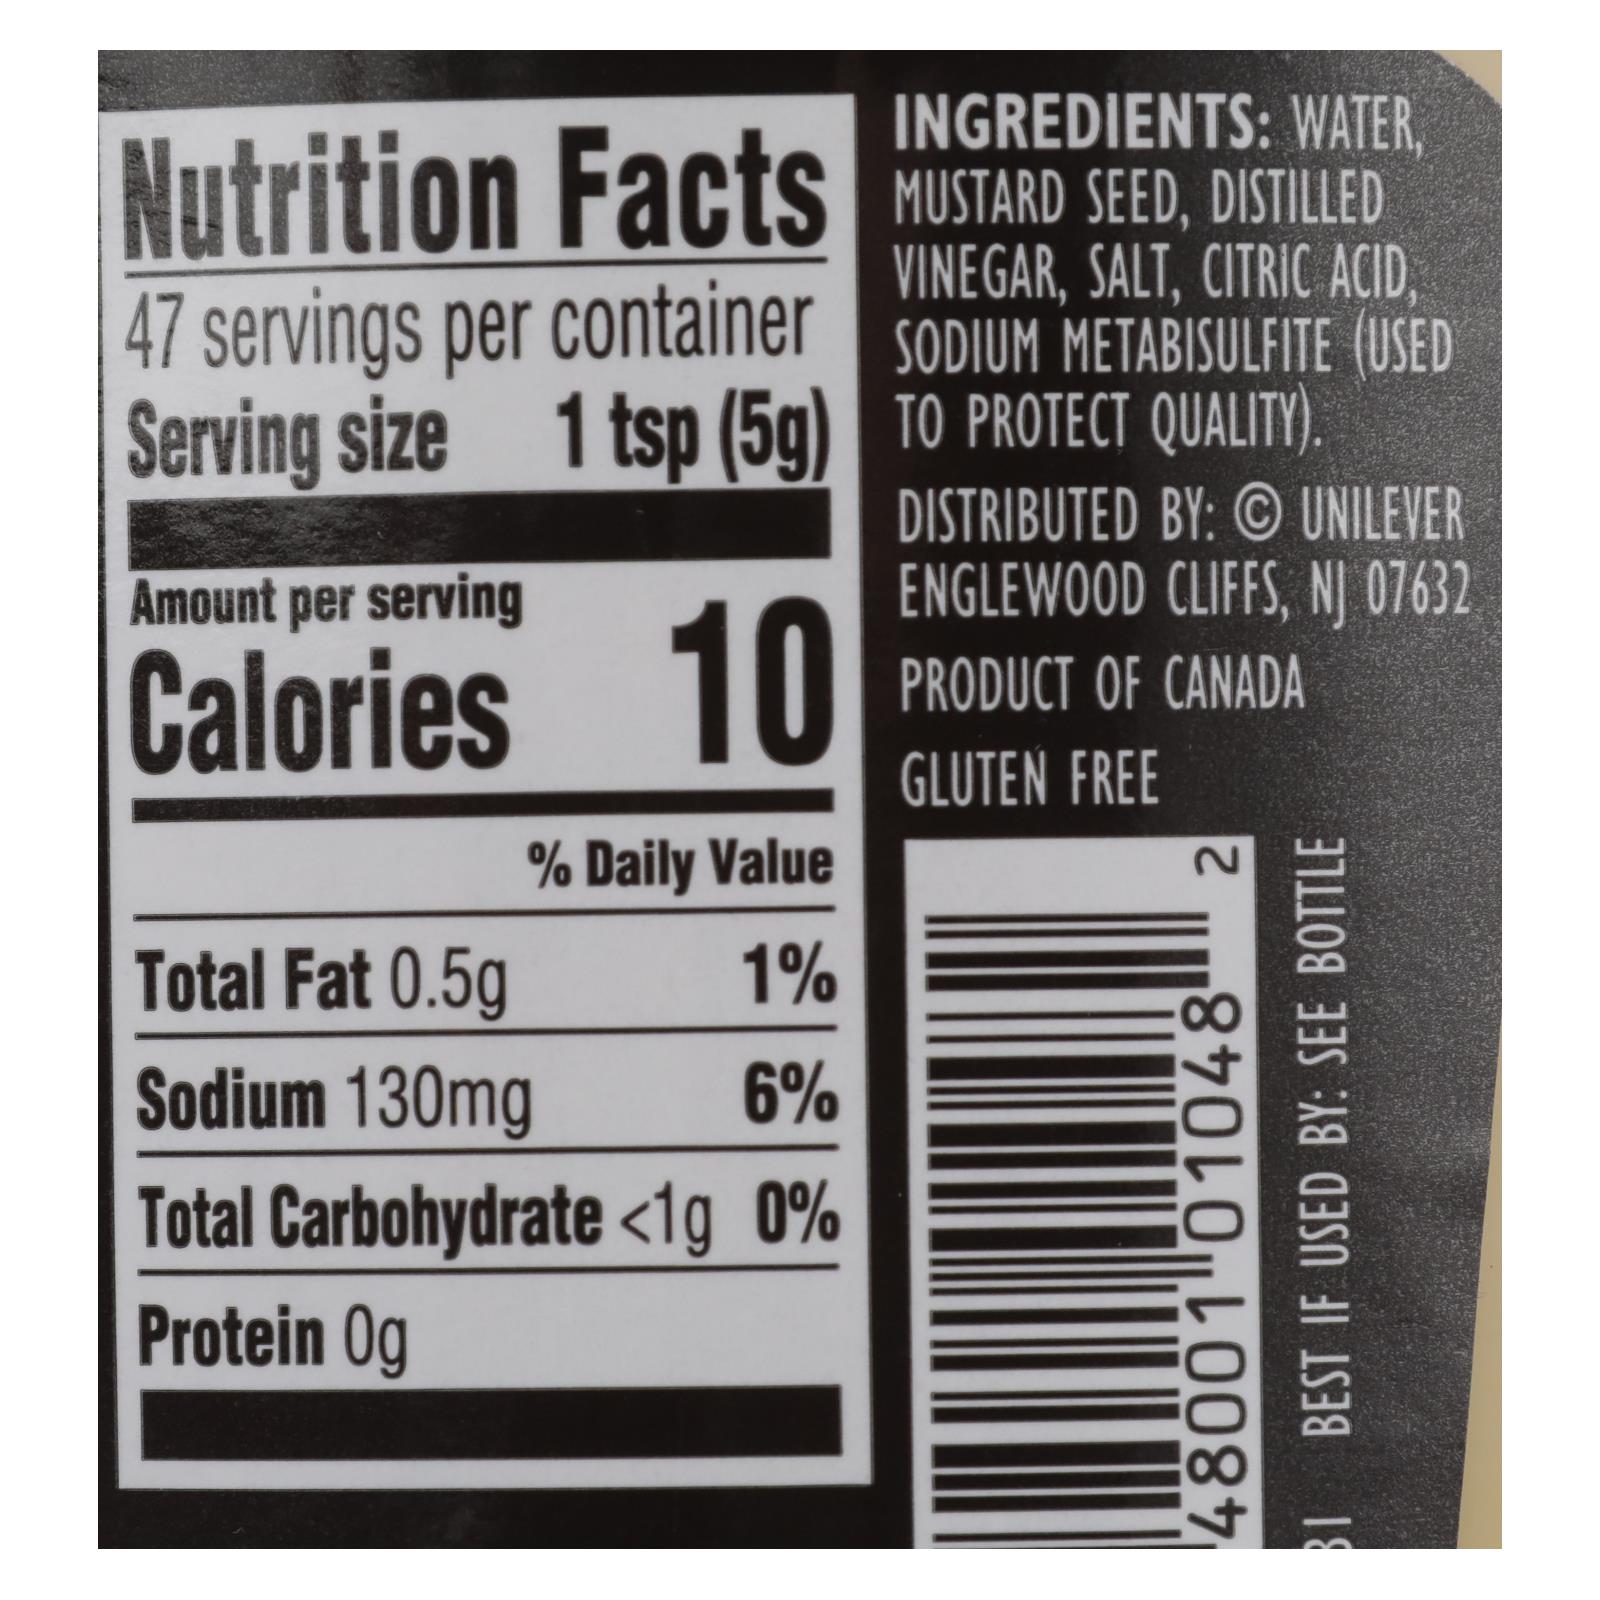 Nutrition Facts
47 servings per container
Serving size 1 tsp (5g)
Amount per serving
Calories 10
% Daily Value
Total Fat 0.5g 1%
Sodium 130mg 6%
Total Carbohydrate <1g 0%
Protein 0g
INGREDIENTS: WATER,
MUSTARD SEED, DISTILLED
VINEGAR, SALT, CITRIC ACID,
SODIUM METABISULFITE (USED
TO PROTECT QUALITY).
DISTRIBUTED BY: © UNILEVER
ENGLEWOOD CLIFFS, NJ 07632
PRODUCT OF CANADA
GLUTEN FREE
48001 01048 2
BEST IF USED BY: SEE BOTTLE